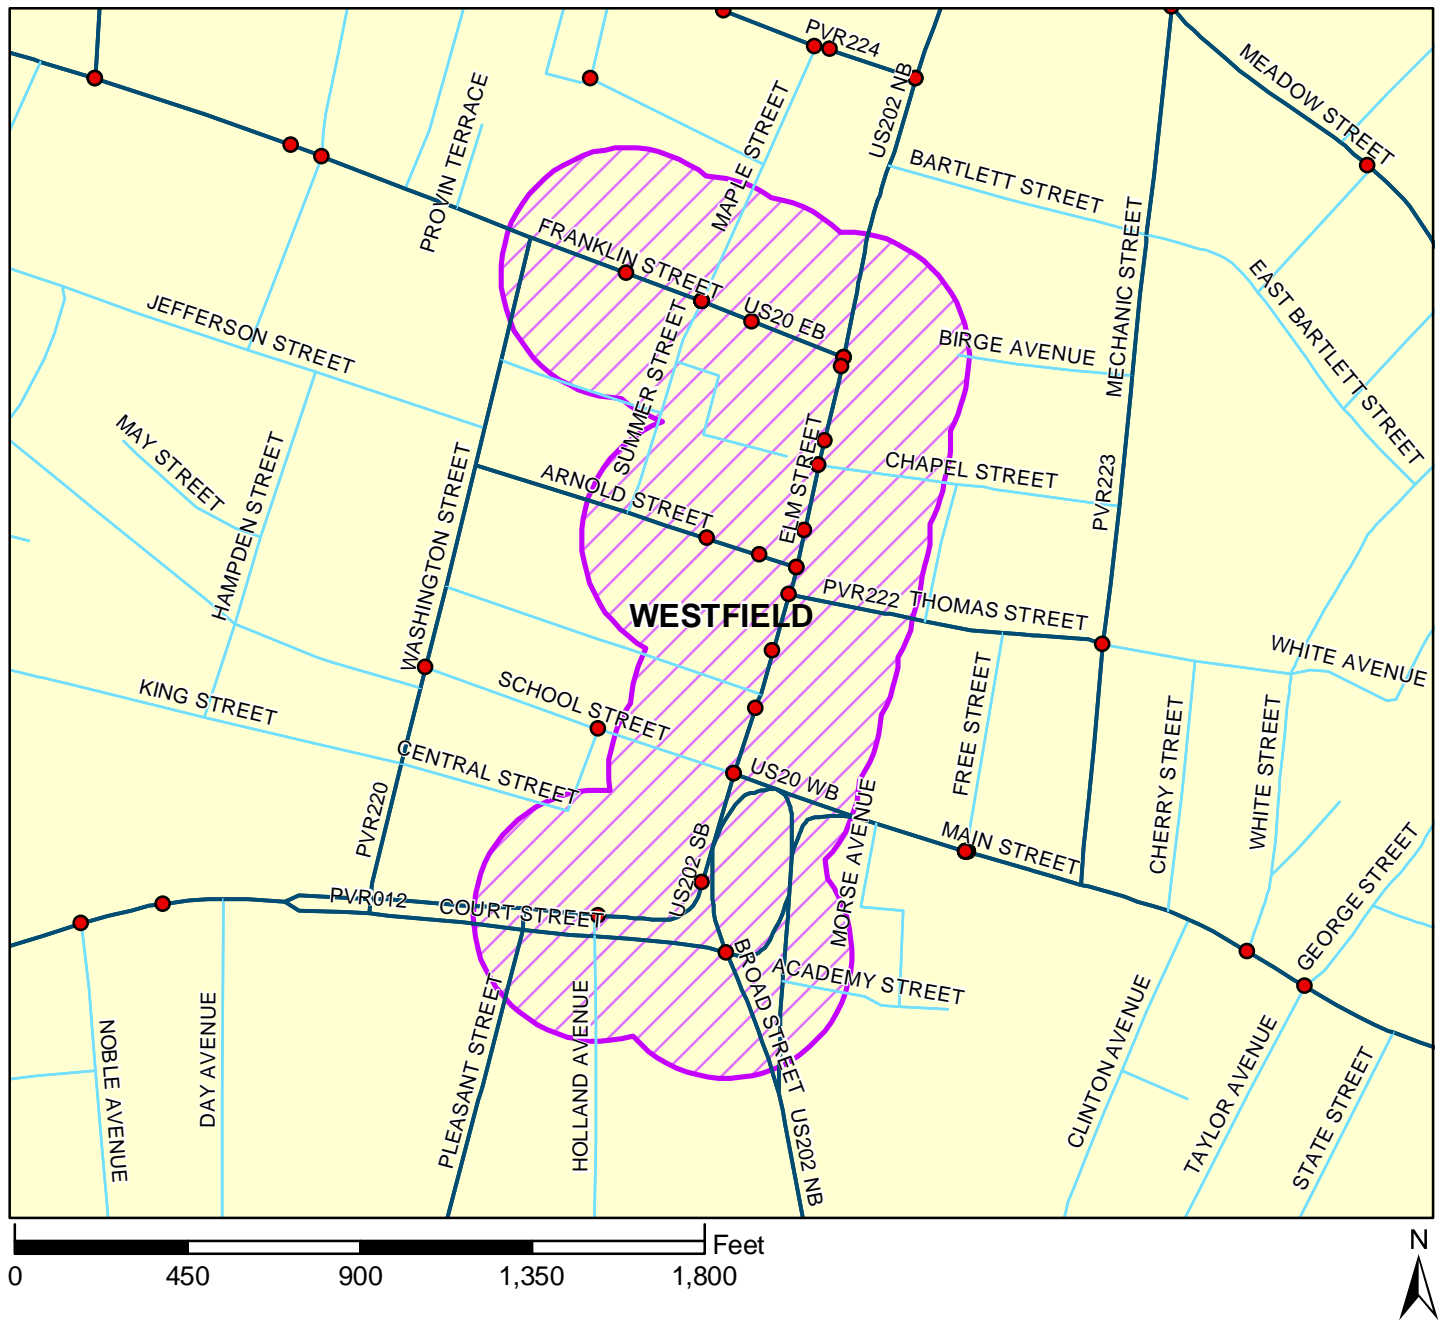 PVR224
MEADOW STREET
US202 NB
PROVIN TERRACE
MAPLE STREET
BARTLETT STREET
MECHANIC STREET
FRANKLIN STREET
EAST BARTLETT STREET
JEFFERSON STREET
US20 EB
BIRGE AVENUE
SUMMER STREET
MAY STREET
HAMPDEN STREET
WASHINGTON STREET
ARNOLD STREET
ELM STREET
CHAPEL STREET
PVR223
WESTFIELD
PVR222
THOMAS STREET
WHITE AVENUE
KING STREET
SCHOOL STREET
FREE STREET
CHERRY STREET
WHITE STREET
CENTRAL STREET
US20 WB
PVR220
US202 SB
MORSE AVENUE
MAIN STREET
GEORGE STREET
PVR012
COURT STREET
BROAD STREET
ACADEMY STREET
NOBLE AVENUE
DAY AVENUE
PLEASANT STREET
HOLLAND AVENUE
CLINTON AVENUE
TAYLOR AVENUE
STATE STREET
US202 NB
Feet
N
0 450 900 1,350 1,800